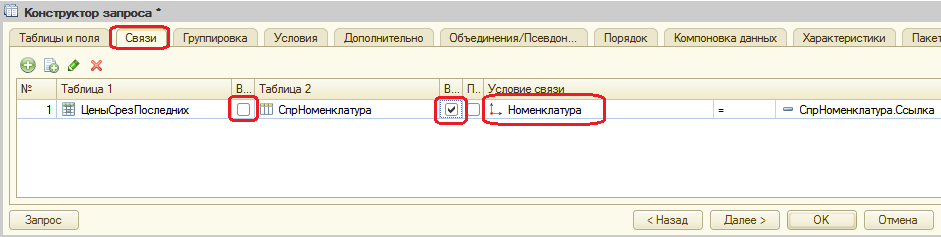 Конструктор запроса *
Таблицы и поля Связи Группировка Условия Дополнительно Объединения/Псевдон... Порядок Компоновка данных Характеристики Пакет
№ Таблица 1 В... Таблица 2 В... П.. Условие связи
1 ЦеныСрезПоследних СпрНоменклатура Номенклатура = СпрНоменклатура.Ссылка
Запрос < Назад Далее > OK Отмена